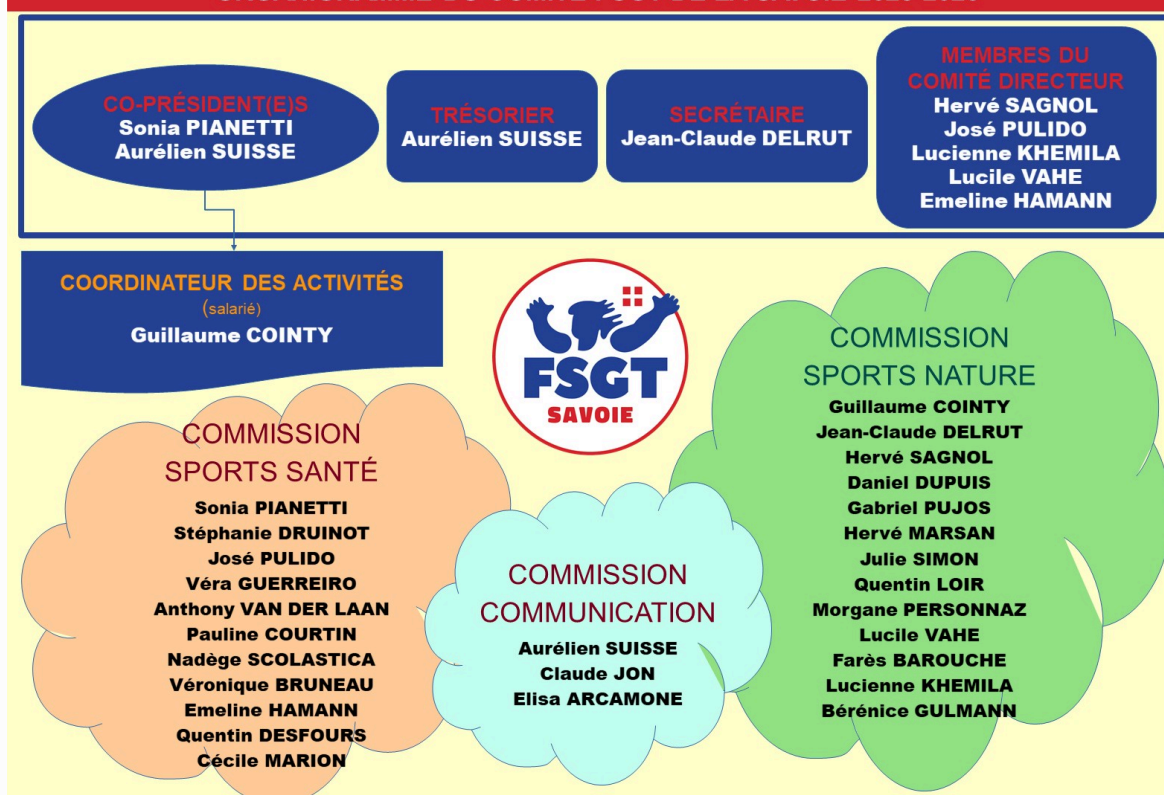 CO-PRÉSIDENT(E)S
Sonia PIANETTI
Aurélien SUISSE
TRÉSORIER
Aurélien SUISSE
SECRÉTAIRE
Jean-Claude DELRUT
MEMBRES DU
COMITÉ DIRECTEUR
Hervé SAGNOL
José PULIDO
Lucienne KHEMILA
Lucile VAHE
Emeline HAMANN
COORDINATEUR DES ACTIVITÉS
(salarié)
Guillaume COINTY
FSGT
SAVOIE
COMMISSION
SPORTS SANTÉ
Sonia PIANETTI
Stéphanie DRUINOT
José PULIDO
Véra GUERREIRO
Anthony VAN DER LAAN
Pauline COURTIN
Nadège SCOLASTICA
Véronique BRUNEAU
Emeline HAMANN
Quentin DESFOURS
Cécile MARION
COMMISSION
COMMUNICATION
Aurélien SUISSE
Claude JON
Elisa ARCAMONE
COMMISSION
SPORTS NATURE
Guillaume COINTY
Jean-Claude DELRUT
Hervé SAGNOL
Daniel DUPUIS
Gabriel PUJOS
Hervé MARSAN
Julie SIMON
Quentin LOIR
Morgane PERSONNAZ
Lucile VAHE
Farès BAROUCHE
Lucienne KHEMILA
Bérénice GULMANN